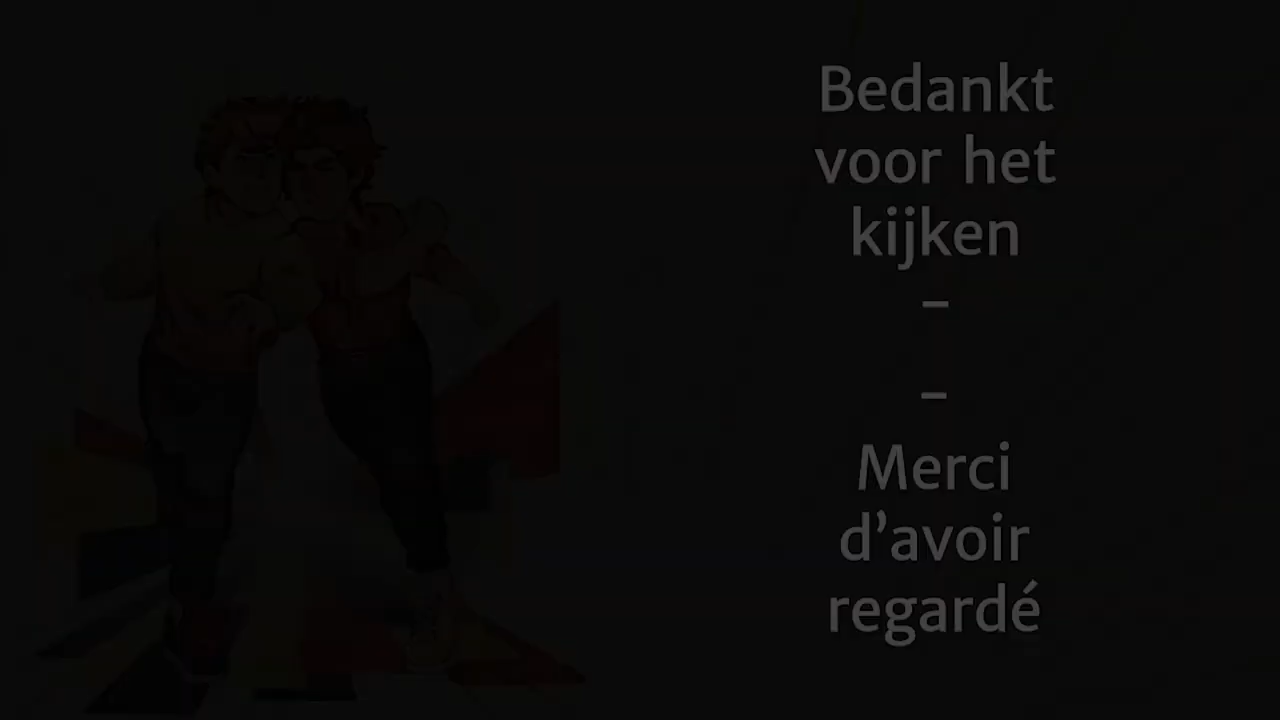 Bedankt
voor het
kijken
–
–
Merci
d’avoir
regardé